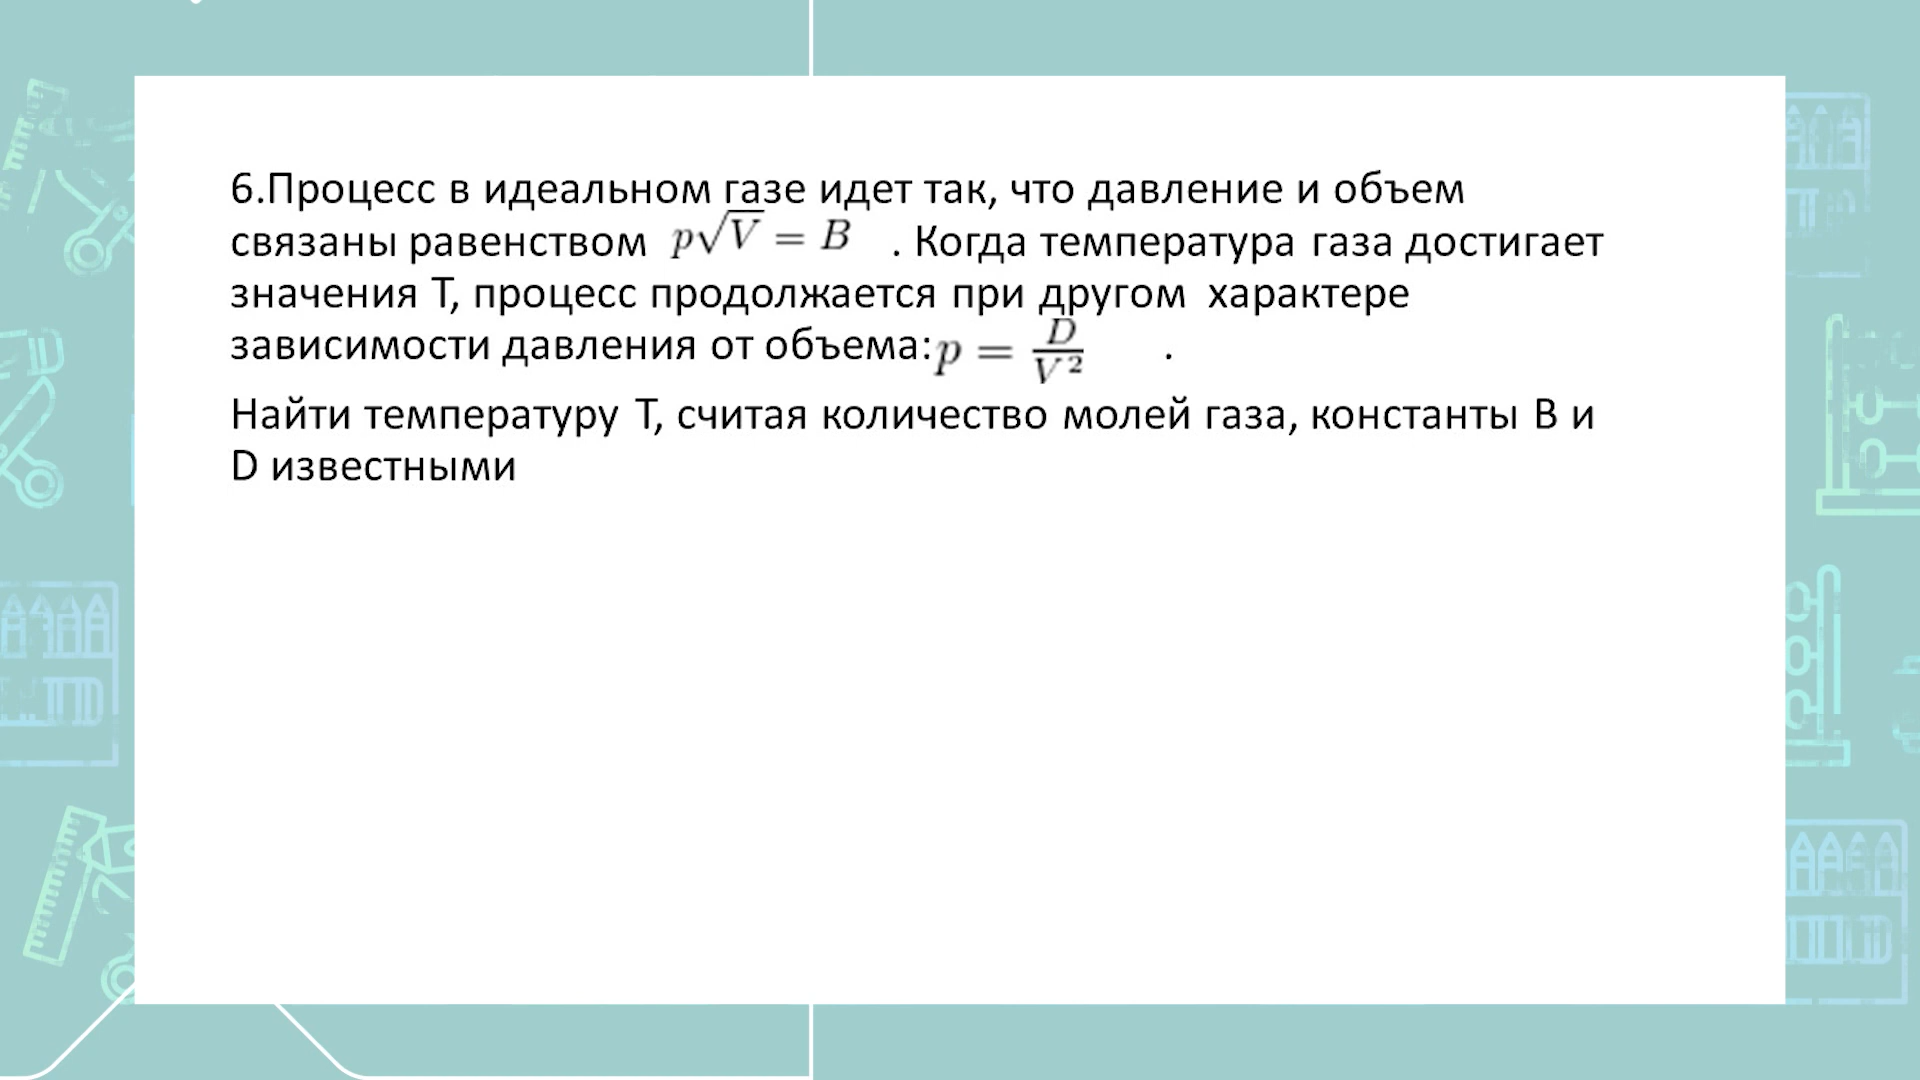 6.Процесс в идеальном газе идет так, что давление и объем
связаны равенством p√V = B . Когда температура газа достигает
значения T, процесс продолжается при другом характере
зависимости давления от объема: p = D/V² .
Найти температуру T, считая количество молей газа, константы B и
D известными